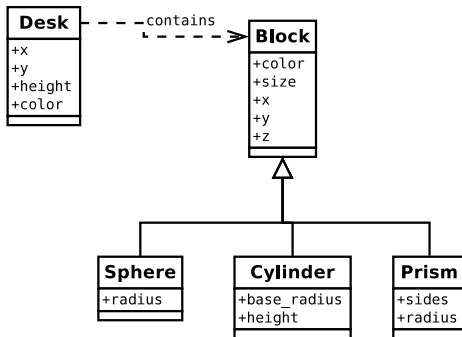 Desk
+x
+y
+height
+color
contains
Block
+color
+size
+x
+y
+z
Sphere
+radius
Cylinder
+base_radius
+height
Prism
+sides
+radius